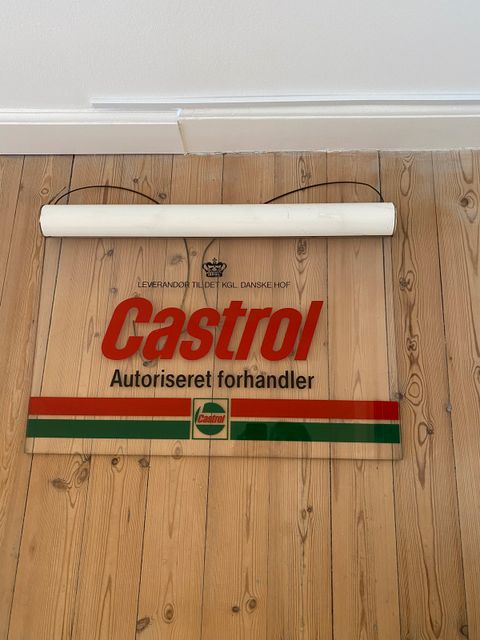 LEVERANDØR TIL DET KGL. DANSKE HOF
Castrol
Autoriseret forhandler
Castrol